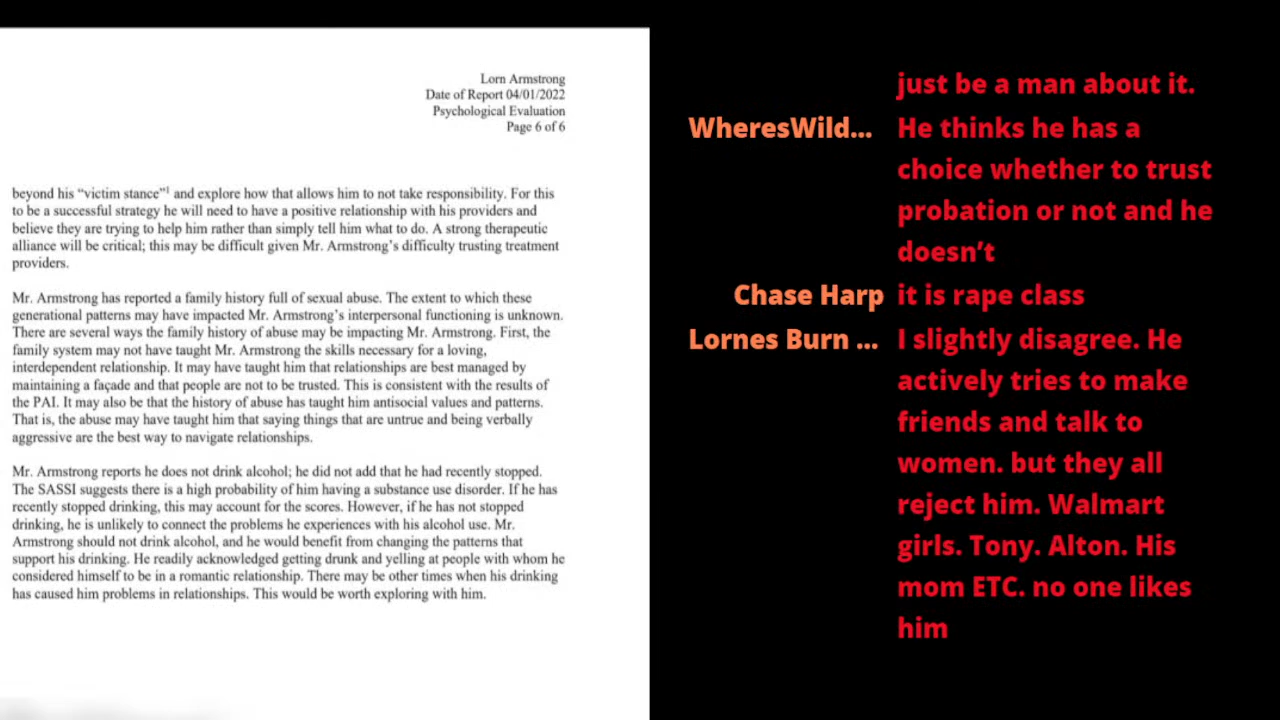 Lorn Armstrong
Date of Report 04/01/2022
Psychological Evaluation
Page 6 of 6
beyond his “victim stance”¹ and explore how that allows him to not take responsibility. For this
to be a successful strategy he will need to have a positive relationship with his providers and
believe they are trying to help him rather than simply tell him what to do. A strong therapeutic
alliance will be critical; this may be difficult given Mr. Armstrong’s difficulty trusting treatment
providers.
Mr. Armstrong has reported a family history full of sexual abuse. The extent to which these
generational patterns may have impacted Mr. Armstrong’s interpersonal functioning is unknown.
There are several ways the family history of abuse may be impacting Mr. Armstrong. First, the
family system may not have taught Mr. Armstrong the skills necessary for a loving,
interdependent relationship. It may have taught him that relationships are best managed by
maintaining a façade and that people are not to be trusted. This is consistent with the results of
the PAI. It may also be that the history of abuse has taught him antisocial values and patterns.
That is, the abuse may have taught him that saying things that are untrue and being verbally
aggressive are the best way to navigate relationships.
Mr. Armstrong reports he does not drink alcohol; he did not add that he had recently stopped.
The SASSI suggests there is a high probability of him having a substance use disorder. If he has
recently stopped drinking, this may account for the scores. However, if he has not stopped
drinking, he is unlikely to connect the problems he experiences with his alcohol use. Mr.
Armstrong should not drink alcohol, and he would benefit from changing the patterns that
support his drinking. He readily acknowledged getting drunk and yelling at people with whom he
considered himself to be in a romantic relationship. There may be other times when his drinking
has caused him problems in relationships. This would be worth exploring with him.
just be a man about it.
WheresWild... He thinks he has a
choice whether to trust
probation or not and he
doesn’t
Chase Harp it is rape class
Lornes Burn ... I slightly disagree. He
actively tries to make
friends and talk to
women. but they all
reject him. Walmart
girls. Tony. Alton. His
mom ETC. no one likes
him